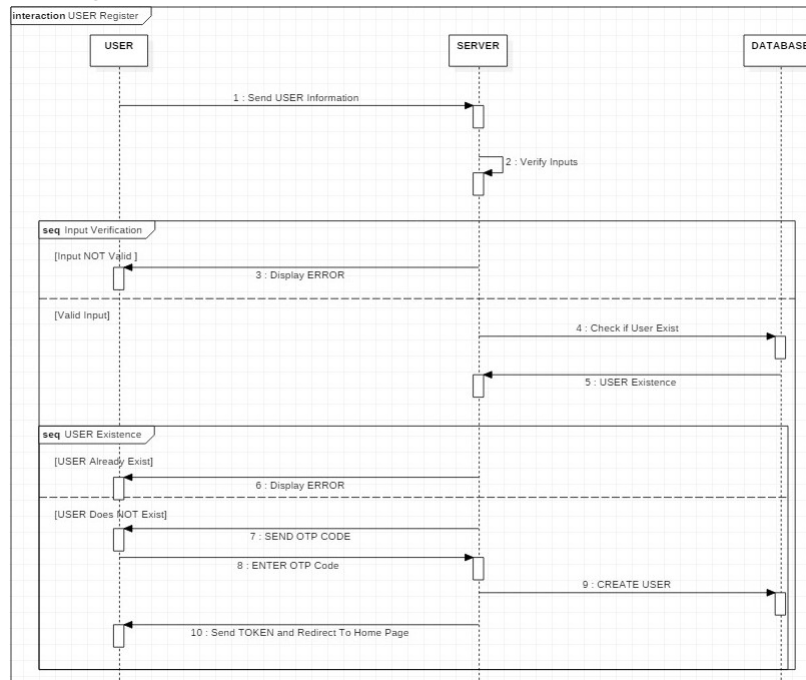 interaction USER Register
USER
SERVER
DATABASE
1 : Send USER Information
2 : Verify Inputs
seq Input Verification
[Input NOT Valid ]
3 : Display ERROR
[Valid Input]
4 : Check if User Exist
5 : USER Existence
seq USER Existence
[USER Already Exist]
6 : Display ERROR
[USER Does NOT Exist]
7 : SEND OTP CODE
8 : ENTER OTP Code
9 : CREATE USER
10 : Send TOKEN and Redirect To Home Page